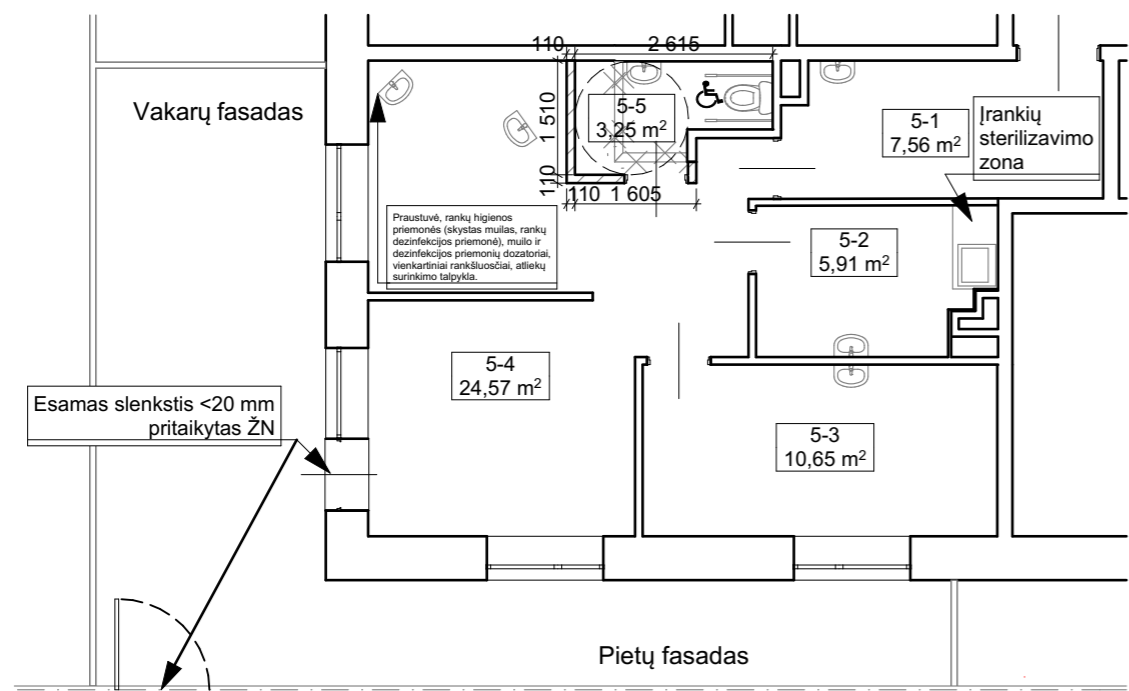 110
2 615
Vakarų fasadas
1 510
5-5
3,25 m²
5-1
7,56 m²
Įrankių
sterilizavimo
zona
110
110
1 605
Praustuvė, rankų higienos
priemonės (skystas muilas, rankų
dezinfekcijos priemonė), muilo ir
dezinfekcijos priemonių dozatoriai,
vienkartiniai rankšluosčiai, atliekų
surinkimo talpykla.
5-2
5,91 m²
5-4
24,57 m²
Esamas slenkstis <20 mm
pritaikytas ŽN
5-3
10,65 m²
Pietų fasadas